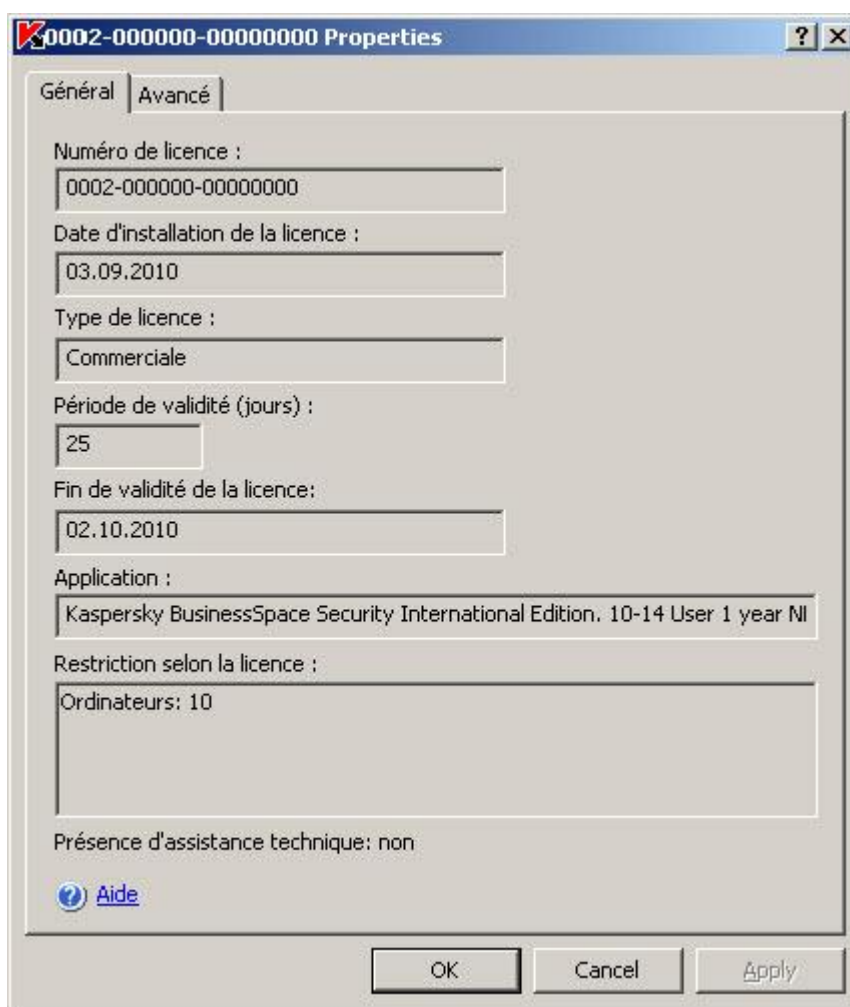 0002-000000-00000000 Properties
Général
Avancé
Numéro de licence :
0002-000000-00000000
Date d'installation de la licence :
03.09.2010
Type de licence :
Commerciale
Période de validité (jours) :
25
Fin de validité de la licence:
02.10.2010
Application :
Kaspersky BusinessSpace Security International Edition. 10-14 User 1 year
Restriction selon la licence :
Ordinateurs: 10
Présence d'assistance technique: non
Aide
OK
Cancel
Apply